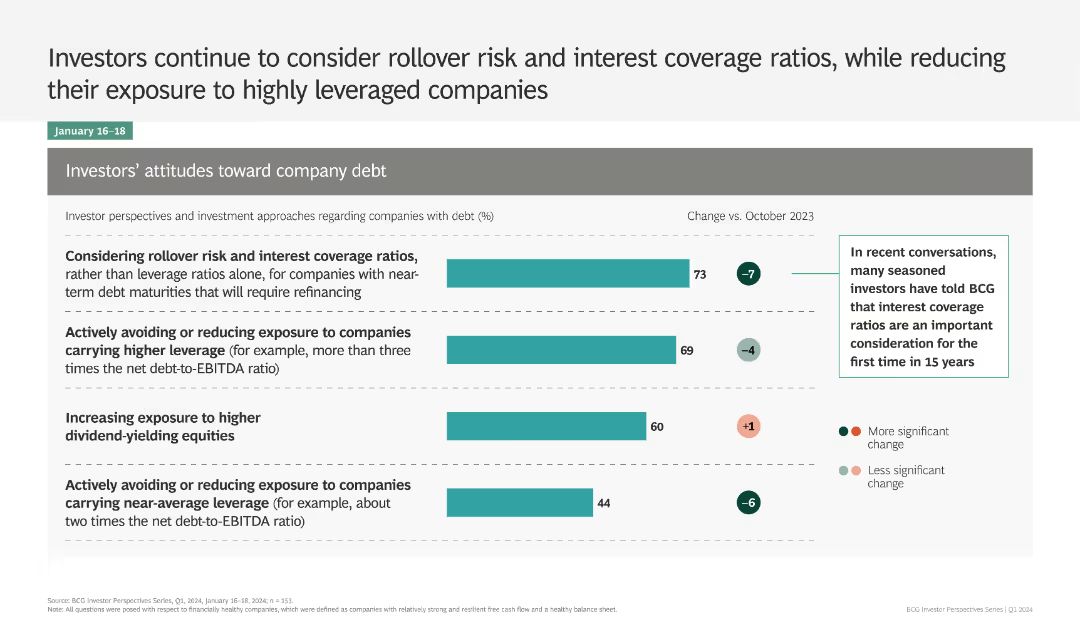 Investors continue to consider rollover risk and interest coverage ratios, while reducing
their exposure to highly leveraged companies
January 16–18
Investors’ attitudes toward company debt
Investor perspectives and investment approaches regarding companies with debt (%)
Change vs. October 2023
Considering rollover risk and interest coverage ratios,
rather than leverage ratios alone, for companies with near-
term debt maturities that will require refinancing
73
–7
In recent conversations,
many seasoned
investors have told BCG
that interest coverage
ratios are an important
consideration for the
first time in 15 years
Actively avoiding or reducing exposure to companies
carrying higher leverage (for example, more than three
times the net debt-to-EBITDA ratio)
69
–4
Increasing exposure to higher
dividend-yielding equities
60
+1
More significant
change
Less significant
change
Actively avoiding or reducing exposure to companies
carrying near-average leverage (for example, about
two times the net debt-to-EBITDA ratio)
44
–6
Source: BCG Investor Perspectives Series, Q1, 2024, January 16–18, 2024; n = 153.
Note: All questions were posed with respect to financially healthy companies, which were defined as companies with relatively strong and resilient free cash flow and a healthy balance sheet.
BCG Investor Perspectives Series | Q1 2024